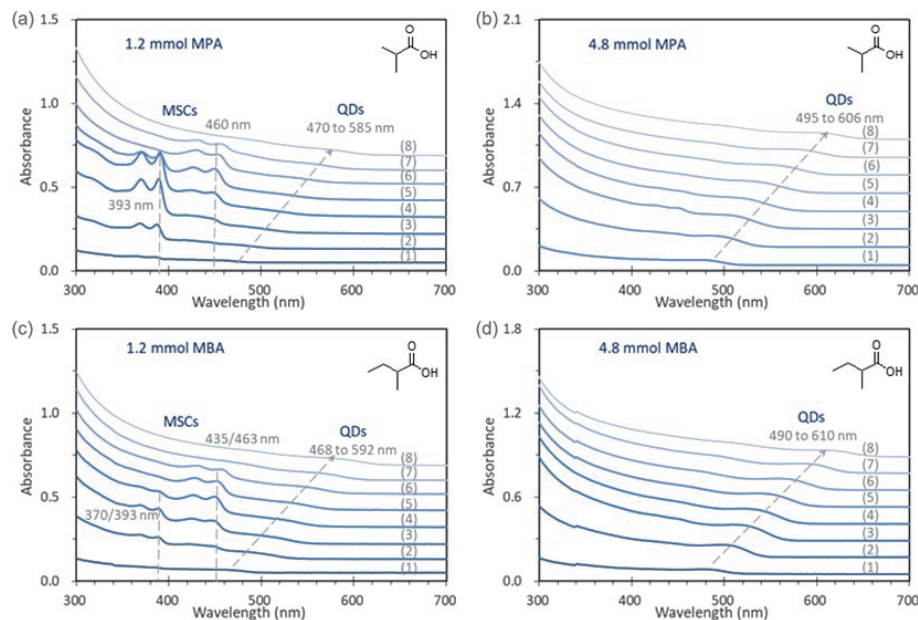 (a)
1.5
1.0
0.5
0.0
Absorbance
1.2 mmol MPA
O
OH
MSCs
QDs
460 nm
470 to 585 nm
393 nm
(8)
(7)
(6)
(5)
(4)
(3)
(2)
(1)
300 400 500 600 700
Wavelength (nm)
(b)
2.1
1.4
0.7
0.0
Absorbance
4.8 mmol MPA
O
OH
QDs
495 to 606 nm
(8)
(7)
(6)
(5)
(4)
(3)
(2)
(1)
300 400 500 600 700
Wavelength (nm)
(c)
1.5
1.0
0.5
0.0
Absorbance
1.2 mmol MBA
O
OH
MSCs
QDs
435/463 nm
468 to 592 nm
370/393 nm
(8)
(7)
(6)
(5)
(4)
(3)
(2)
(1)
300 400 500 600 700
Wavelength (nm)
(d)
1.8
1.2
0.6
0.0
Absorbance
4.8 mmol MBA
O
OH
QDs
490 to 610 nm
(8)
(7)
(6)
(5)
(4)
(3)
(2)
(1)
300 400 500 600 700
Wavelength (nm)